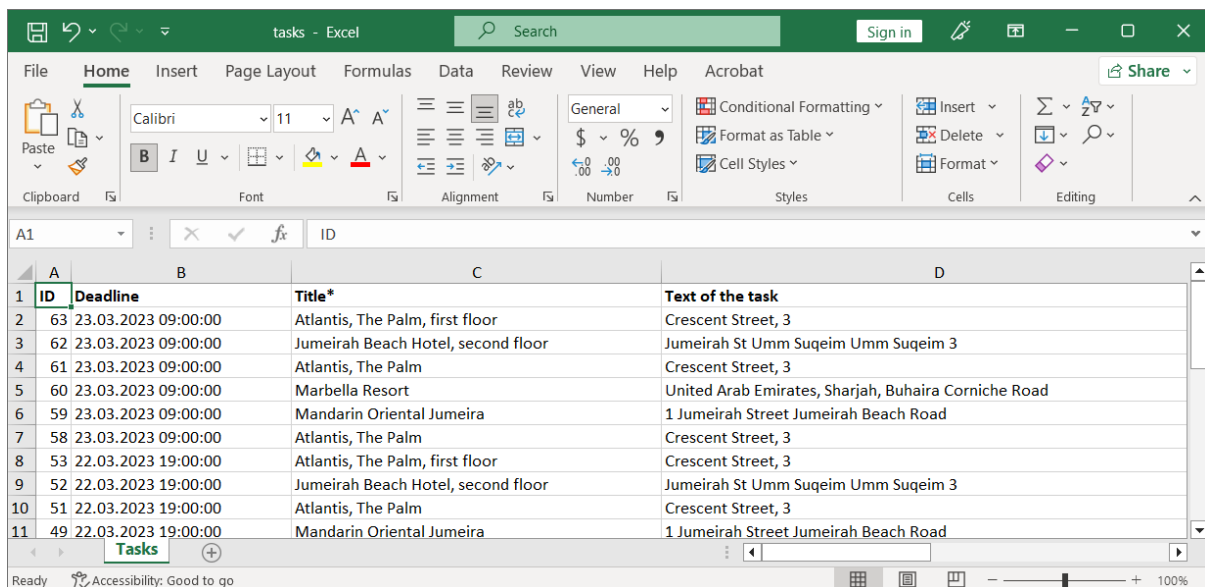 tasks - Excel Search Sign in
File Home Insert Page Layout Formulas Data Review View Help Acrobat Share
Calibri 11 A A ab General Conditional Formatting Insert
Paste B I U A $ % Format as Table Delete
Cell Styles Format
Clipboard Font Alignment Number Styles Cells Editing
A1 fx ID
A B C D
1 ID Deadline Title* Text of the task
2 63 23.03.2023 09:00:00 Atlantis, The Palm, first floor Crescent Street, 3
3 62 23.03.2023 09:00:00 Jumeirah Beach Hotel, second floor Jumeirah St Umm Suqeim Umm Suqeim 3
4 61 23.03.2023 09:00:00 Atlantis, The Palm Crescent Street, 3
5 60 23.03.2023 09:00:00 Marbella Resort United Arab Emirates, Sharjah, Buhaira Corniche Road
6 59 23.03.2023 09:00:00 Mandarin Oriental Jumeira 1 Jumeirah Street Jumeirah Beach Road
7 58 23.03.2023 09:00:00 Atlantis, The Palm Crescent Street, 3
8 53 22.03.2023 19:00:00 Atlantis, The Palm, first floor Crescent Street, 3
9 52 22.03.2023 19:00:00 Jumeirah Beach Hotel, second floor Jumeirah St Umm Suqeim Umm Suqeim 3
10 51 22.03.2023 19:00:00 Atlantis, The Palm Crescent Street, 3
11 49 22.03.2023 19:00:00 Mandarin Oriental Jumeira 1 Jumeirah Street Jumeirah Beach Road
Tasks
Ready Accessibility: Good to go 100%